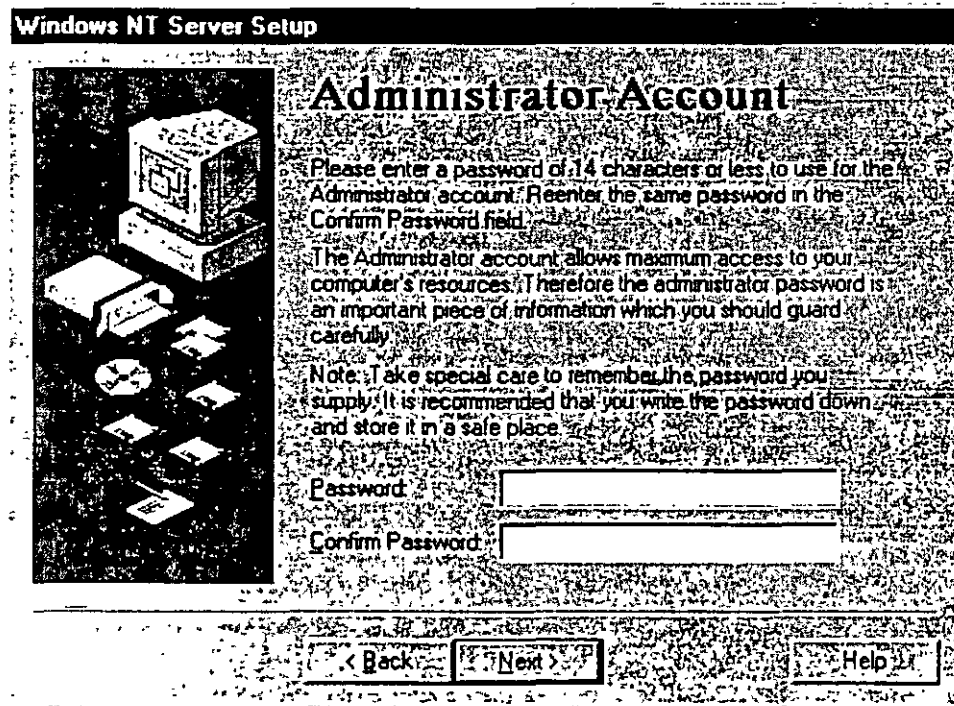 Windows NT Server Setup
Administrator Account
Please enter a password of 14 characters or less to use for the
Administrator account. Reenter the same password in the
Confirm Password field.
The Administrator account allows maximum access to your
computer's resources. Therefore the administrator password is
an important piece of information which you should guard
carefully.
Note: Take special care to remember the password you
supply. It is recommended that you write the password down
and store it in a safe place.
Password:
Confirm Password:
< Back
Next >
Help